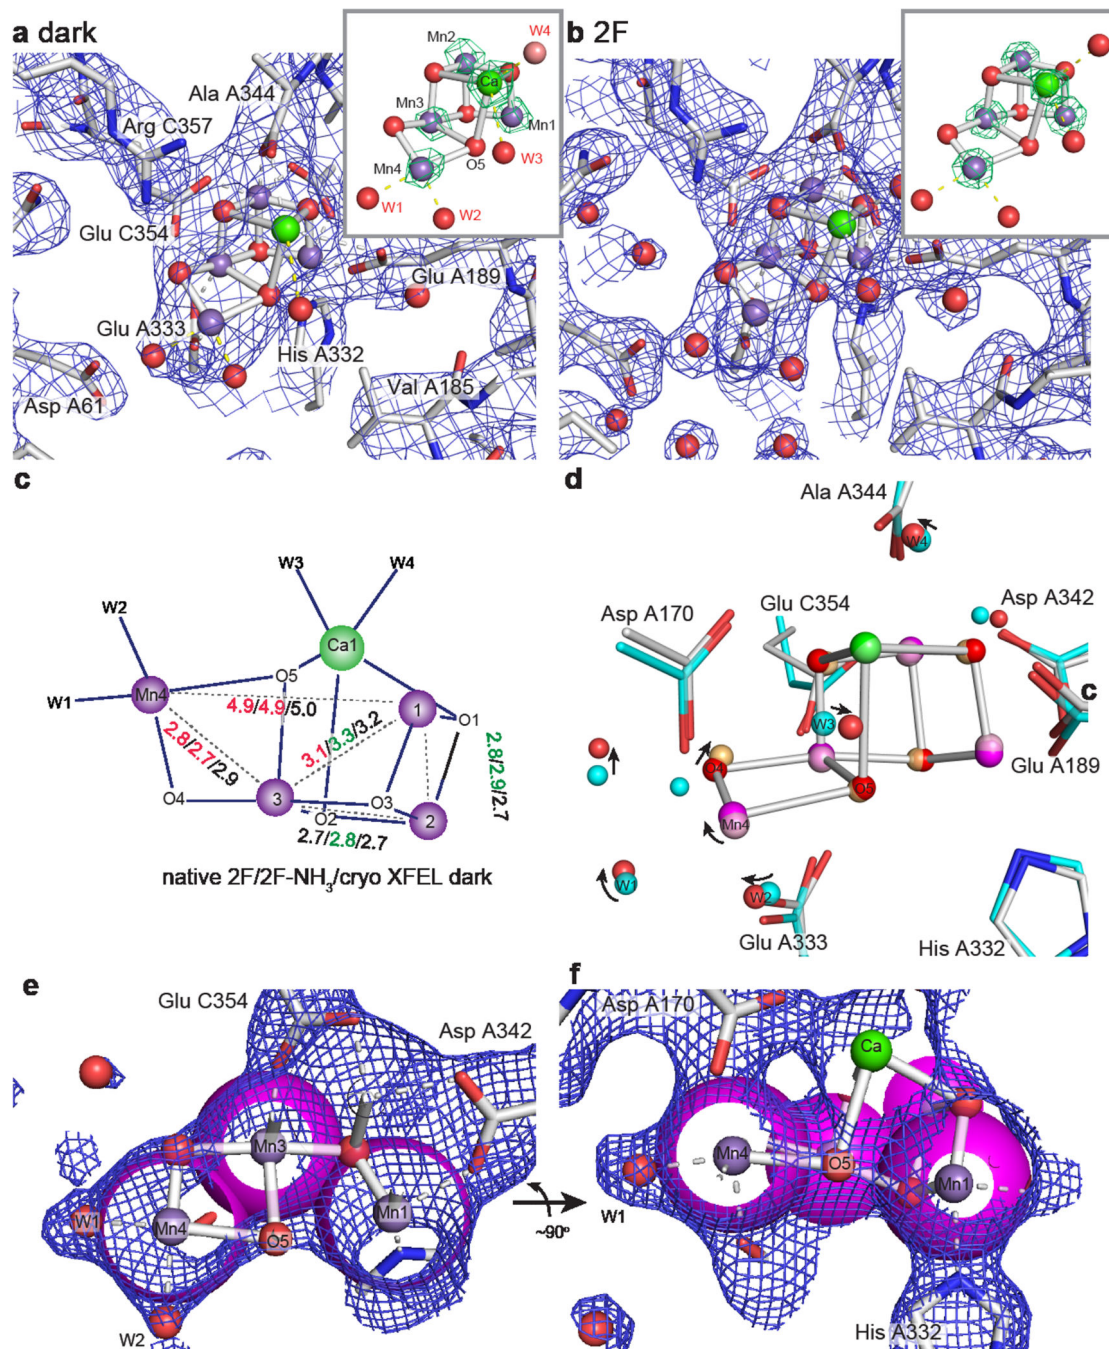 a dark
Mn2
W4
Ca
Mn3
Mn1
O5
W3
Mn4
W1
W2
Ala A344
Arg C357
Glu C354
Glu A189
Glu A333
His A332
Asp A61
Val A185
b 2F
c
W3
W4
W2
Ca1
O5
W1
Mn4
4.9/4.9/5.0
1
O1
2.8/2.7/2.9
3.1/3.3/3.2
2.8/2.9/2.7
O4
3
O3
O2
2
2.7/2.8/2.7
native 2F/2F-NH3/cryo XFEL dark
d
Ala A344
W4
Asp A170
Glu C354
Asp A342
c
W3
Glu A189
O4
O5
Mn4
W1
W2
Glu A333
His A332
e
Glu C354
Asp A342
Mn3
W1
Mn4
Mn1
O5
W2
~90°
f
Asp A170
Ca
Mn4
O5
Mn1
W1
His A332